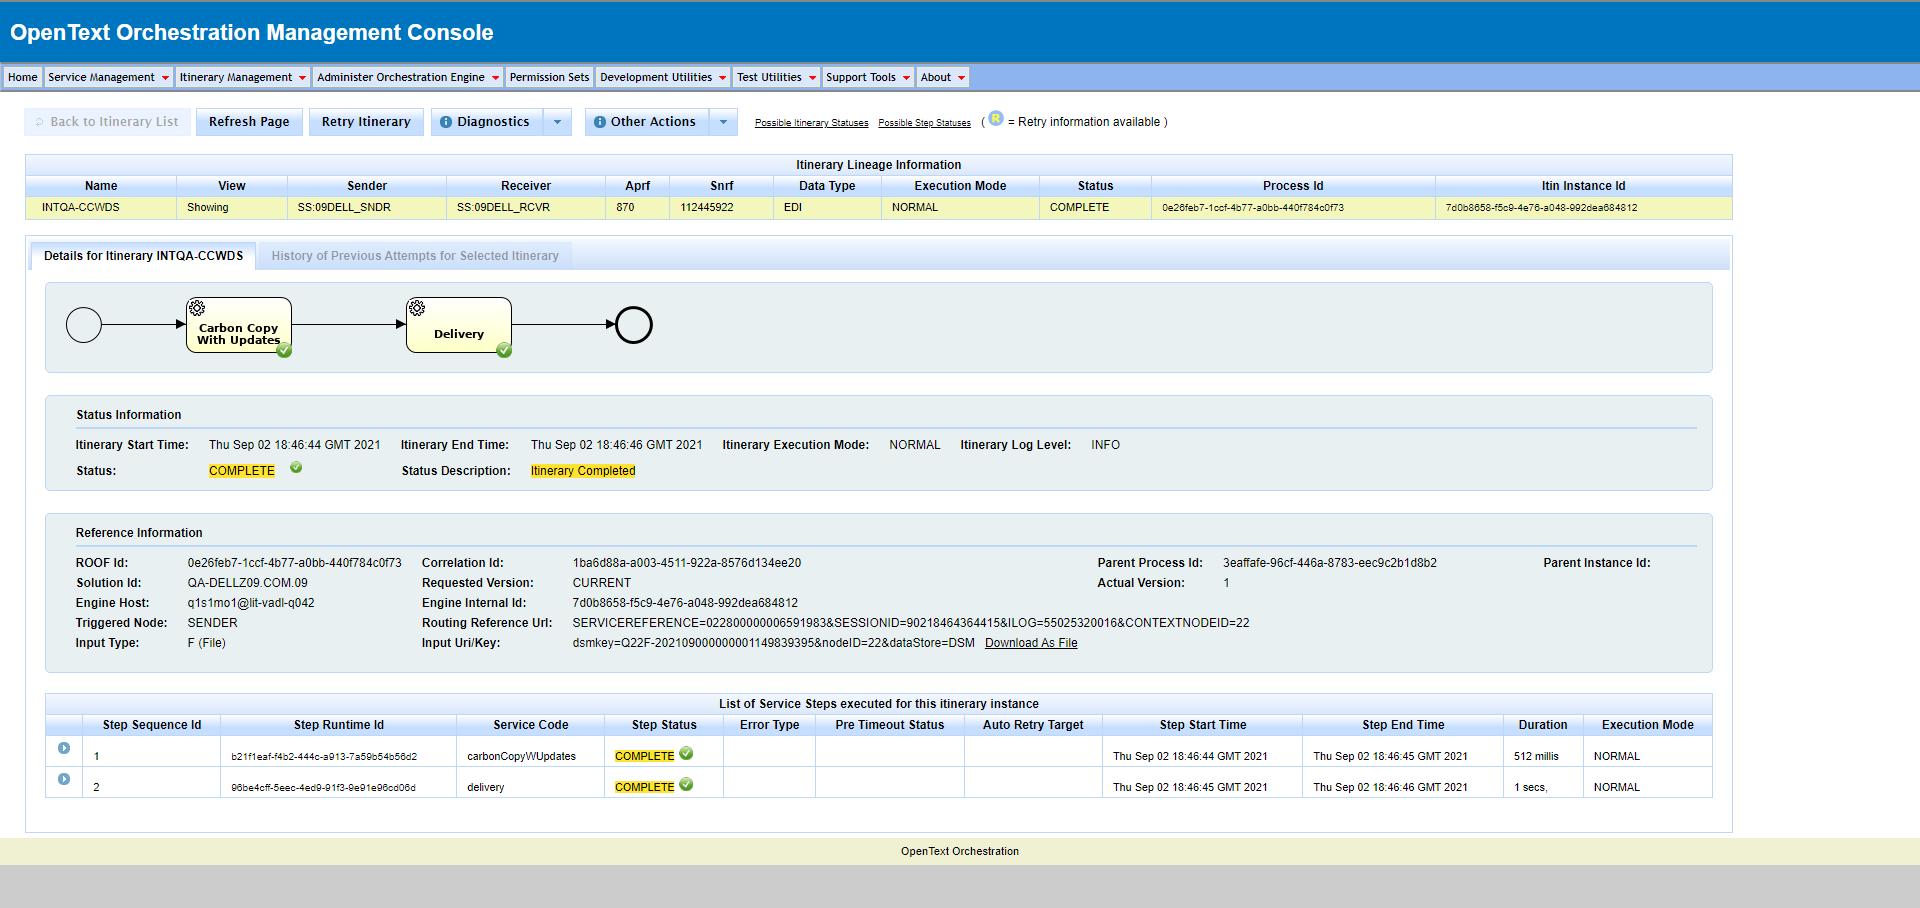 OpenText Orchestration Management Console
Home Service Management Itinerary Management Administer Orchestration Engine Permission Sets Development Utilities Test Utilities Support Tools About
Back to Itinerary List Refresh Page Retry Itinerary Diagnostics Other Actions Possible Itinerary Statuses Possible Step Statuses ( R = Retry information available )
Itinerary Lineage Information
Name View Sender Receiver Aprf Snrf Data Type Execution Mode Status Process Id Itin Instance Id
INTQA-CCWDS Showing SS:09DELL_SNDR SS:09DELL_RCVR 870 112445922 EDI NORMAL COMPLETE 0e26feb7-1ccf-4b77-a0bb-440f784c0f73 7d0b8658-f5c9-4e76-a048-992dea684812
Details for Itinerary INTQA-CCWDS History of Previous Attempts for Selected Itinerary
Carbon Copy
With Updates
Delivery
Status Information
Itinerary Start Time: Thu Sep 02 18:46:44 GMT 2021 Itinerary End Time: Thu Sep 02 18:46:46 GMT 2021 Itinerary Execution Mode: NORMAL Itinerary Log Level: INFO
Status: COMPLETE Status Description: Itinerary Completed
Reference Information
ROOF Id: 0e26feb7-1ccf-4b77-a0bb-440f784c0f73 Correlation Id: 1ba6d88a-a003-4511-922a-8576d134ee20 Parent Process Id: 3eaffafe-96cf-446a-8783-eec9c2b1d8b2 Parent Instance Id:
Solution Id: QA-DELLZ09.COM.09 Requested Version: CURRENT Actual Version: 1
Engine Host: q1s1mo1@lit-vadl-q042 Engine Internal Id: 7d0b8658-f5c9-4e76-a048-992dea684812
Triggered Node: SENDER Routing Reference Url: SERVICEREFERENCE=022800000006591983&SESSIONID=90218464364415&ILOG=55025320016&CONTEXTNODEID=22
Input Type: F (File) Input Uri/Key: dsmkey=Q22F-202109000000001149839395&nodeID=22&dataStore=DSM Download As File
List of Service Steps executed for this itinerary instance
Step Sequence Id Step Runtime Id Service Code Step Status Error Type Pre Timeout Status Auto Retry Target Step Start Time Step End Time Duration Execution Mode
1 b21f1eaf-f4b2-444c-a913-7a59b54b56d2 carbonCopyWUpdates COMPLETE Thu Sep 02 18:46:44 GMT 2021 Thu Sep 02 18:46:45 GMT 2021 512 millis NORMAL
2 96be4cff-5eec-4ed9-91f3-9e91e96cd06d delivery COMPLETE Thu Sep 02 18:46:45 GMT 2021 Thu Sep 02 18:46:46 GMT 2021 1 secs, NORMAL
OpenText Orchestration